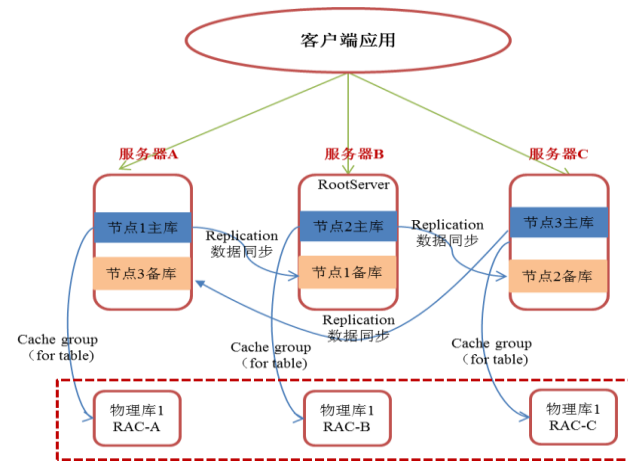 客户端应用
服务器A
服务器B
服务器C
RootServer
节点1主库
节点2主库
节点3主库
Replication
数据同步
Replication
数据同步
节点3备库
节点1备库
节点2备库
Replication
数据同步
Cache group
（for table)
Cache group
（for table)
Cache group
（for table)
物理库1
RAC-A
物理库1
RAC-B
物理库1
RAC-C